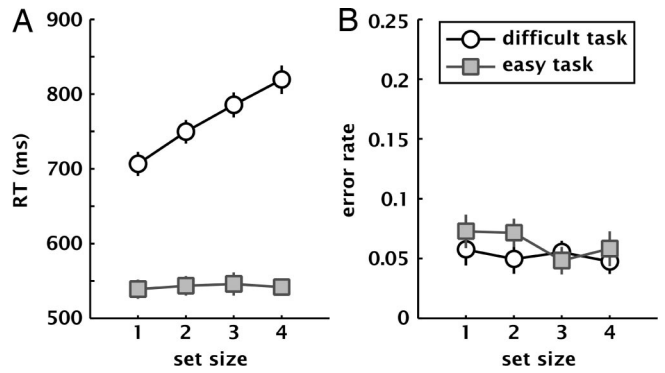 A
RT (ms)
900
800
700
600
500
1 2 3 4
set size
B
error rate
0.25
0.2
0.15
0.1
0.05
0
1 2 3 4
set size
difficult task
easy task